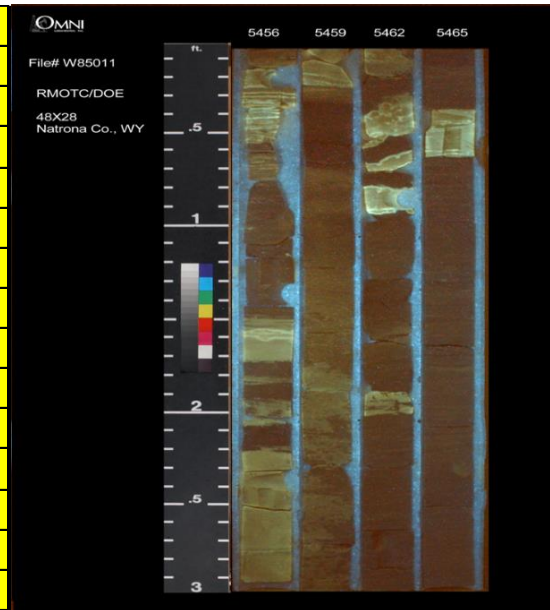 OMNI
File# W85011
RMOTC/DOE
48X28
Natrona Co., WY
5456 5459 5462 5465
ft.
.5
1
2
.5
3